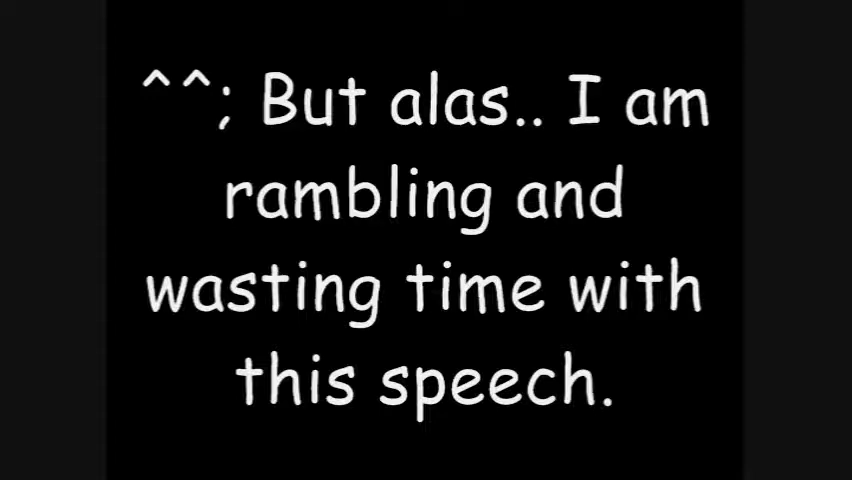 ^^; But alas.. I am
rambling and
wasting time with
this speech.